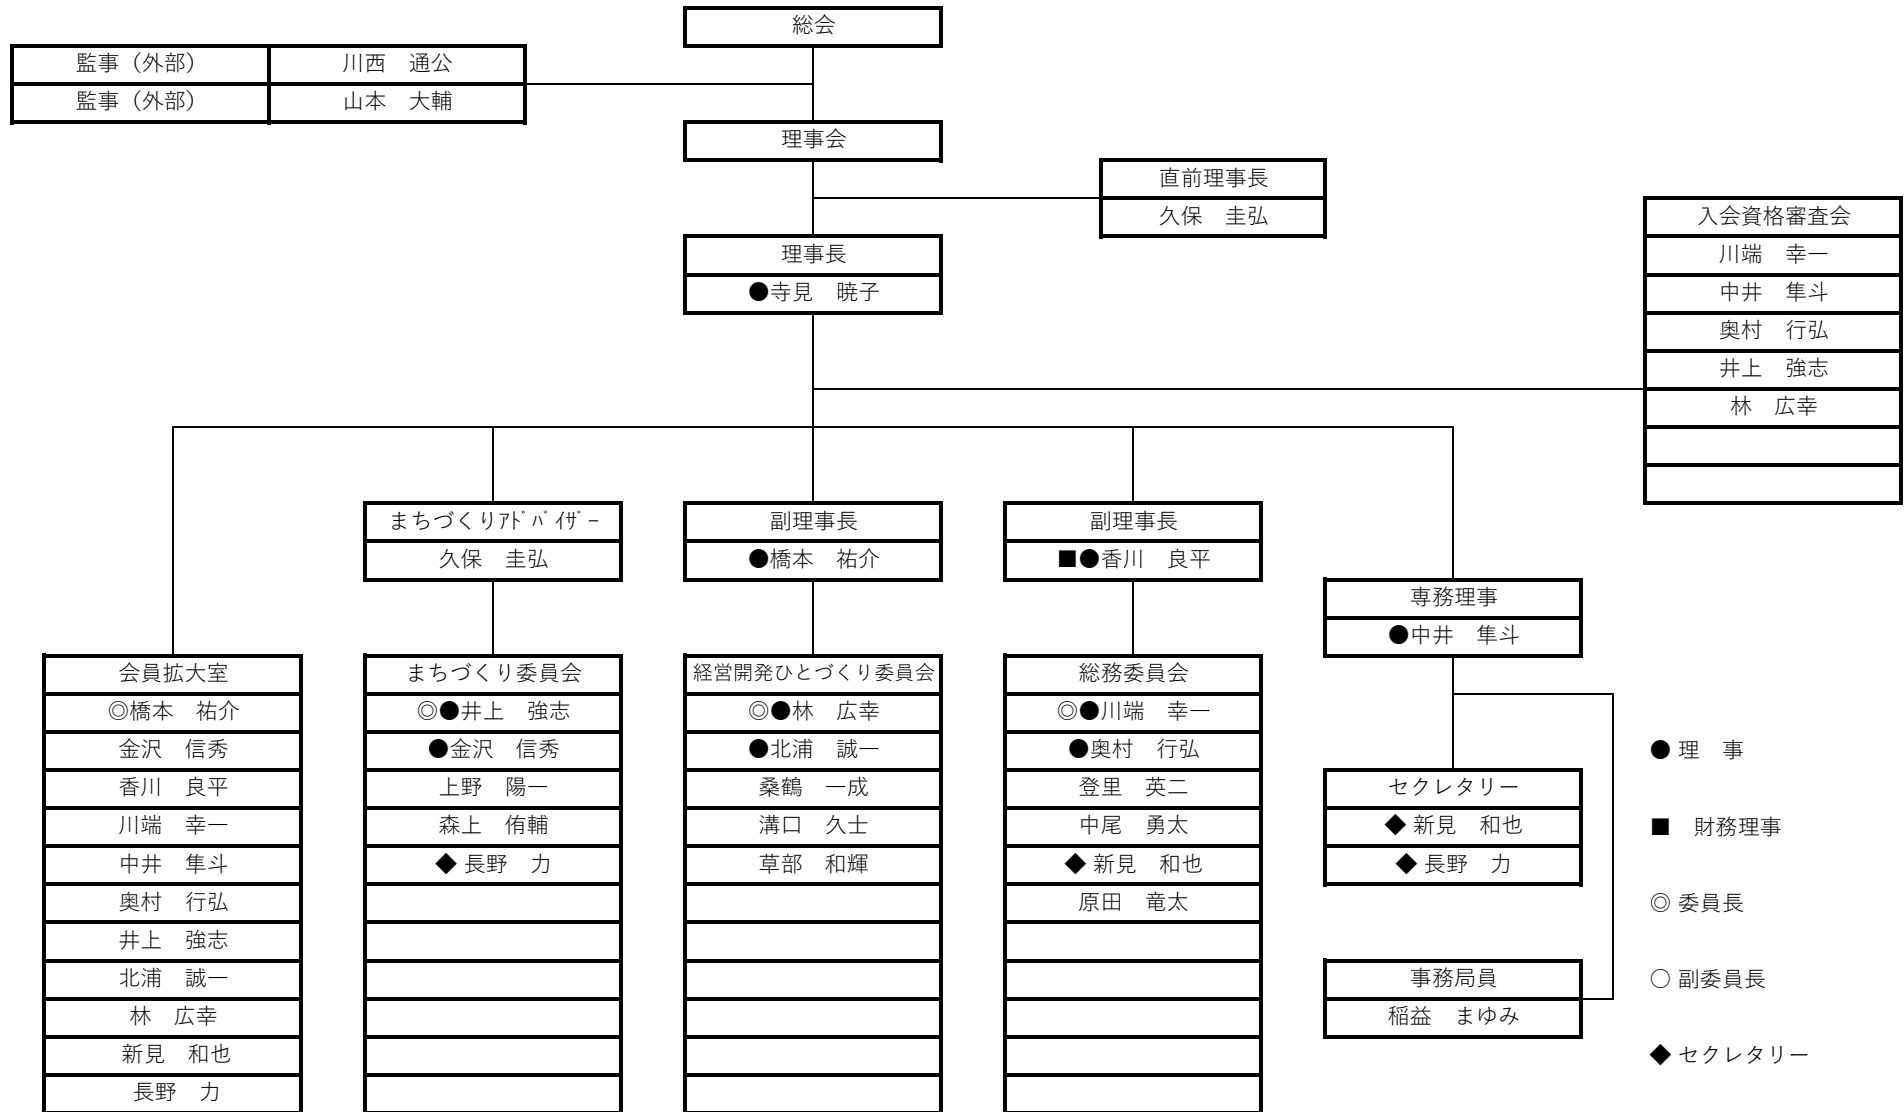 総会
監事（外部） 川西　通公
監事（外部） 山本　大輔
理事会
直前理事長
久保　圭弘
理事長
●寺見　暁子
入会資格審査会
川端　幸一
中井　隼斗
奥村　行弘
井上　強志
林　広幸
まちづくりｱﾄﾞﾊﾞｲｻﾞｰ
久保　圭弘
副理事長
●橋本　祐介
副理事長
■●香川　良平
専務理事
●中井　隼斗
会員拡大室
◎橋本　祐介
金沢　信秀
香川　良平
川端　幸一
中井　隼斗
奥村　行弘
井上　強志
北浦　誠一
林　広幸
新見　和也
長野　力
まちづくり委員会
◎●井上　強志
●金沢　信秀
上野　陽一
森上　侑輔
◆ 長野　力
経営開発ひとづくり委員会
◎●林　広幸
●北浦　誠一
桑鶴　一成
溝口　久士
草部　和輝
総務委員会
◎●川端　幸一
●奥村　行弘
登里　英二
中尾　勇太
◆ 新見　和也
原田　竜太
セクレタリー
◆ 新見　和也
◆ 長野　力
事務局員
稲益　まゆみ
● 理　事
■　財務理事
◎ 委員長
○ 副委員長
◆ セクレタリー